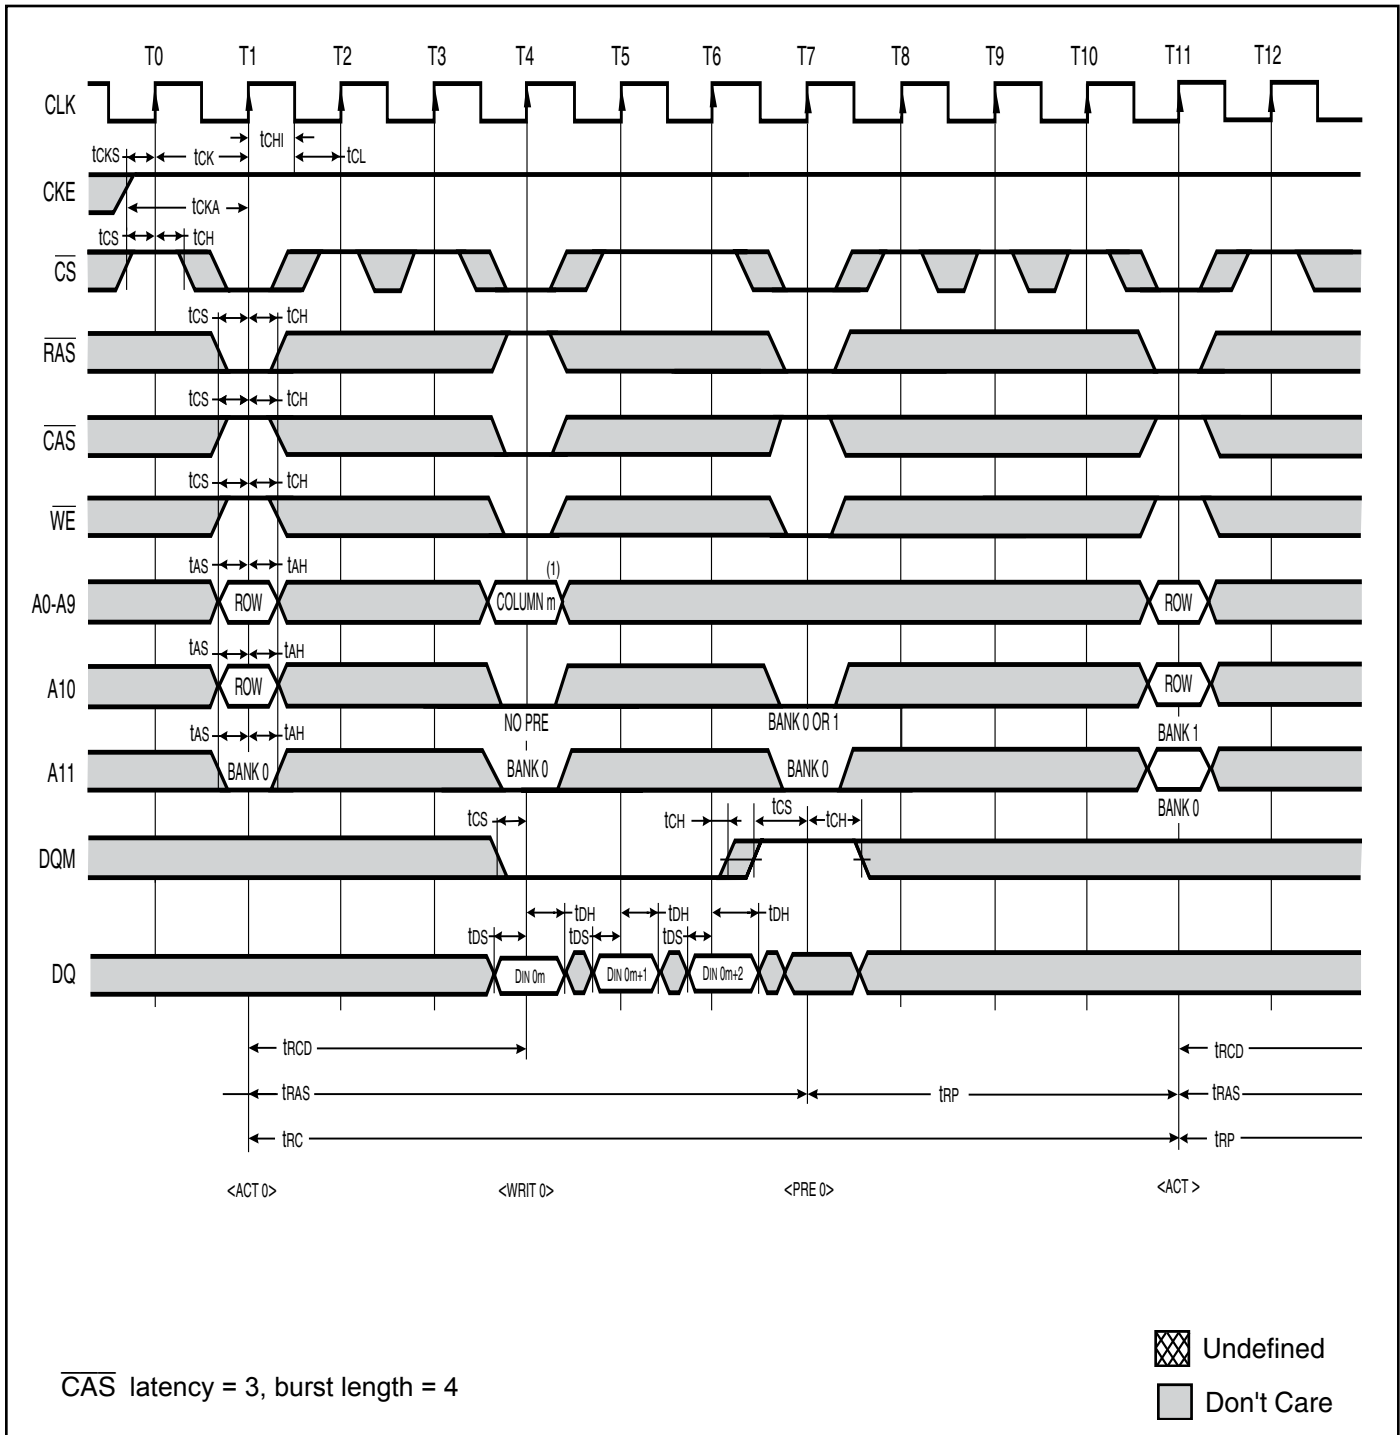 T0 T1 T2 T3 T4 T5 T6 T7 T8 T9 T10 T11 T12
CLK
tCHI
tCKS tCK tCL
CKE
tCKA
tCS tCH
CS
tCS tCH
RAS
tCS tCH
CAS
tCS tCH
WE
tAS tAH (1)
A0-A9 ROW COLUMN m ROW
tAS tAH
A10 ROW ROW
NO PRE BANK 0 OR 1
tAS tAH BANK 1
A11 BANK 0 BANK 0 BANK 0
BANK 0
tCS tCH tCS tCH
DQM
tDH tDH tDH
tDS tDS tDS
DQ DIN 0m DIN 0m+1 DIN 0m+2
tRCD tRCD
tRAS tRP tRAS
tRC tRP
<ACT 0> <WRIT 0> <PRE 0> <ACT >
Undefined
CAS latency = 3, burst length = 4
Don't Care